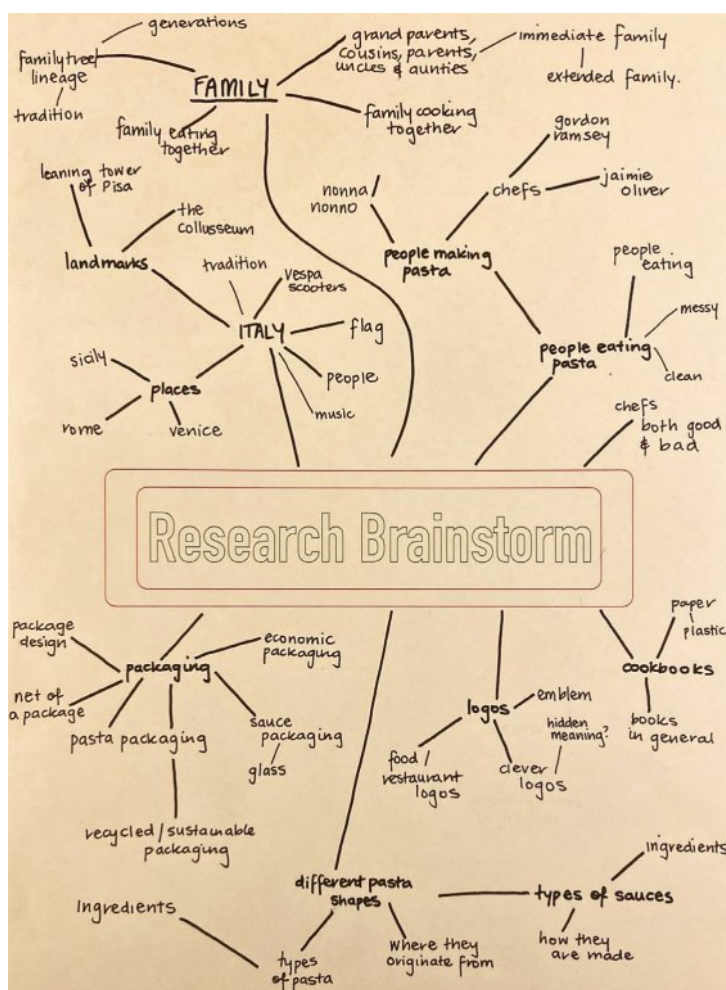 generations
family tree/
lineage
tradition
FAMILY
grand parents,
cousins, parents,
uncles & aunties
immediate family
extended family.
family eating
together
family cooking
together
leaning tower
of Pisa
the
collusseum
landmarks
tradition
vespa
scooters
ITALY
flag
people
music
sicily
places
rome
venice
nonna /
nonno
chefs
gordon
ramsey
jaimie
oliver
people making
pasta
people
eating
messy
people eating
pasta
clean
chefs
both good
& bad
Research Brainstorm
package
design
packaging
economic
packaging
net of
a package
pasta packaging
sauce
packaging
glass
recycled / sustainable
packaging
logos
emblem
hidden
meaning?
food /
restaurant
logos
clever
logos
paper
plastic
cookbooks
books
in general
different pasta
shapes
Ingredients
types
of pasta
where they
originate from
types of sauces
ingredients
how they
are made